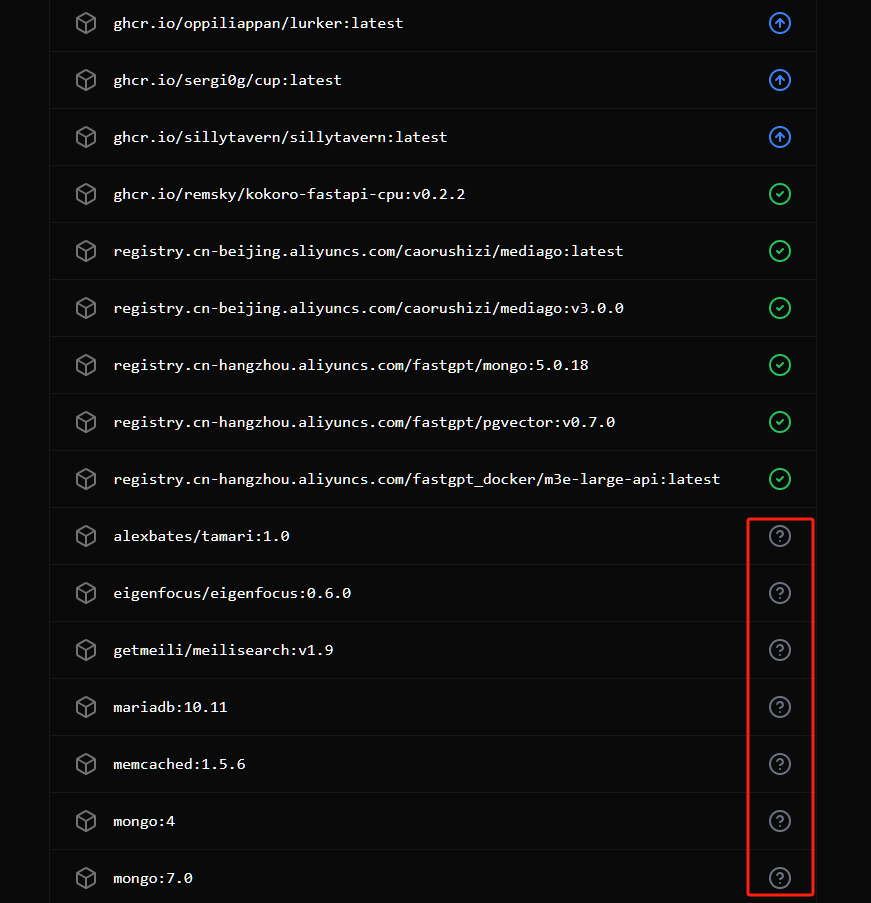 ghcr.io/oppiliappan/lurker:latest
ghcr.io/sergi0g/cup:latest
ghcr.io/sillytavern/sillytavern:latest
ghcr.io/remsky/kokoro-fastapi-cpu:v0.2.2
registry.cn-beijing.aliyuncs.com/caorushizi/mediago:latest
registry.cn-beijing.aliyuncs.com/caorushizi/mediago:v3.0.0
registry.cn-hangzhou.aliyuncs.com/fastgpt/mongo:5.0.18
registry.cn-hangzhou.aliyuncs.com/fastgpt/pgvector:v0.7.0
registry.cn-hangzhou.aliyuncs.com/fastgpt_docker/m3e-large-api:latest
alexbates/tamari:1.0
eigenfocus/eigenfocus:0.6.0
getmeili/meilisearch:v1.9
mariadb:10.11
memcached:1.5.6
mongo:4
mongo:7.0